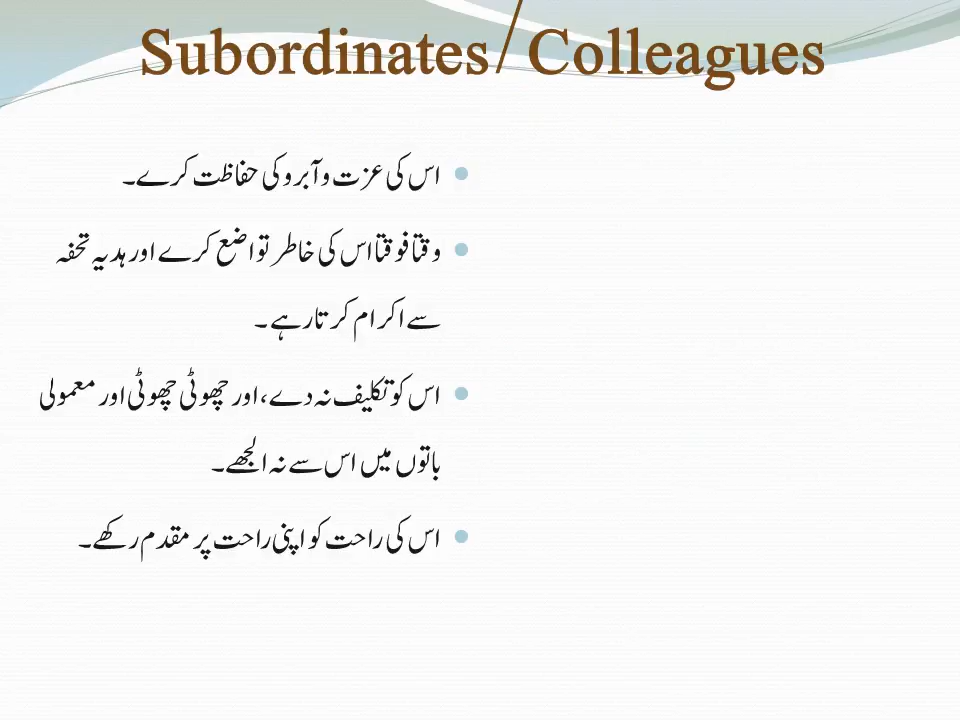 Subordinates/Colleagues
• اس کی عزت و آبرو کی حفاظت کرے۔
• وقتا فوقتا اس کی خاطر تواضع کرے اور ہدیہ تحفہ
سے اکرام کرتا رہے۔
• اس کو تکلیف نہ دے، اور چھوٹی چھوٹی اور معمولی
باتوں میں اس سے نہ الجھے۔
• اس کی راحت کو اپنی راحت پر مقدم رکھے۔